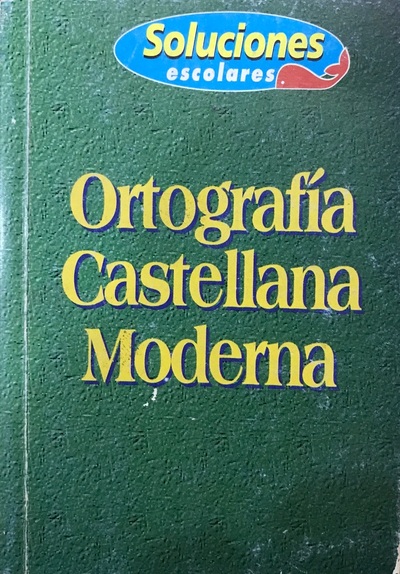 Soluciones
escolares
Ortografía
Castellana
Moderna